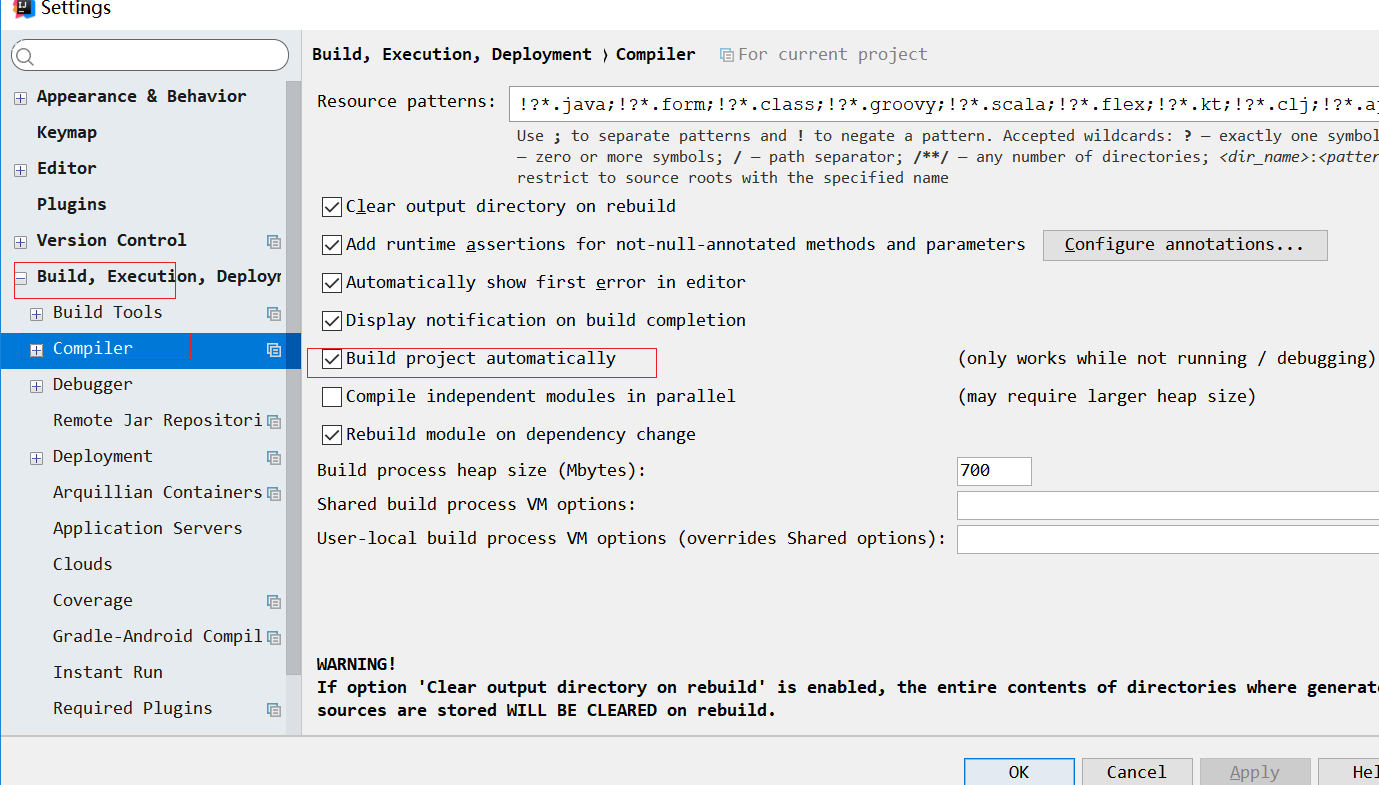 Settings
Appearance & Behavior
Keymap
Editor
Plugins
Version Control
Build, Execution, Deploym
Build Tools
Compiler
Debugger
Remote Jar Repositori
Deployment
Arquillian Containers
Application Servers
Clouds
Coverage
Gradle-Android Compil
Instant Run
Required Plugins
Build, Execution, Deployment › Compiler For current project
Resource patterns: !?*.java;!?*.form;!?*.class;!?*.groovy;!?*.scala;!?*.flex;!?*.kt;!?*.clj;!?*.aj
Use ; to separate patterns and ! to negate a pattern. Accepted wildcards: ? — exactly one symbol
— zero or more symbols; / — path separator; /**/ — any number of directories; <dir_name>:<patter
restrict to source roots with the specified name
Clear output directory on rebuild
Add runtime assertions for not-null-annotated methods and parameters Configure annotations...
Automatically show first error in editor
Display notification on build completion
Build project automatically (only works while not running / debugging)
Compile independent modules in parallel (may require larger heap size)
Rebuild module on dependency change
Build process heap size (Mbytes): 700
Shared build process VM options:
User-local build process VM options (overrides Shared options):
WARNING!
If option 'Clear output directory on rebuild' is enabled, the entire contents of directories where generate
sources are stored WILL BE CLEARED on rebuild.
OK Cancel Apply Hel